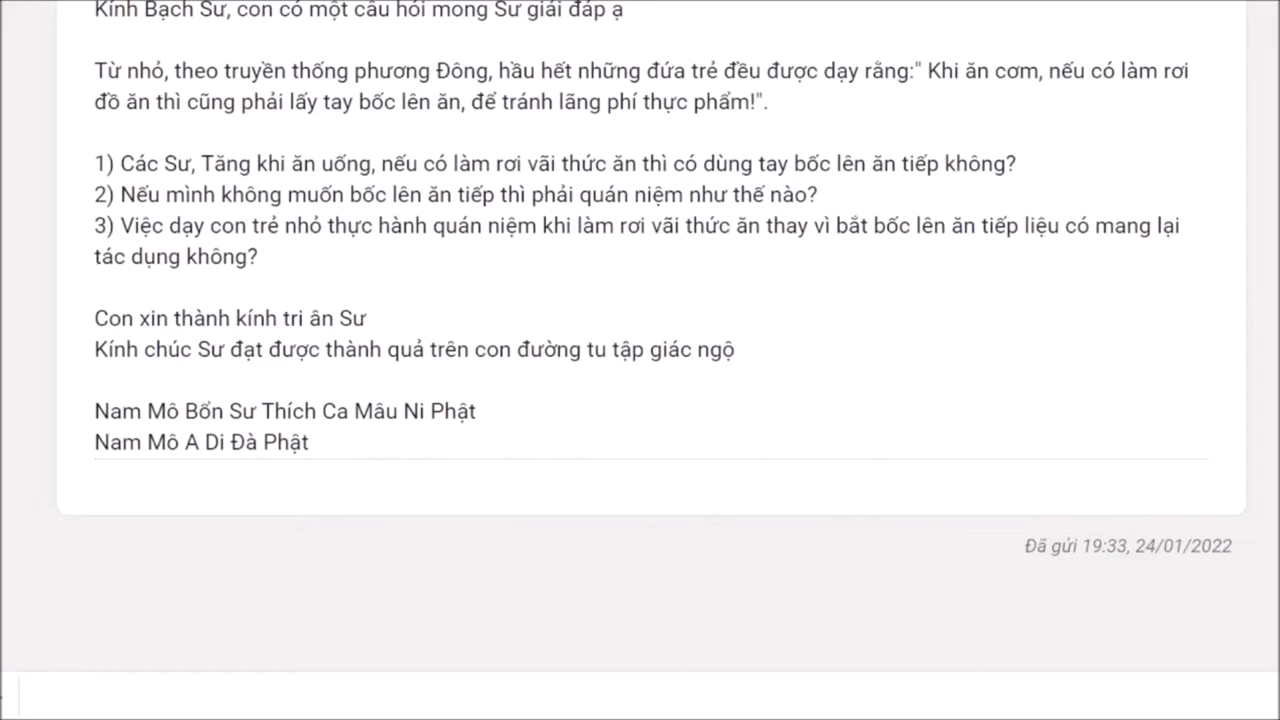 Kính Bạch Sư, con có một câu hỏi mong Sư giải đáp ạ
Từ nhỏ, theo truyền thống phương Đông, hầu hết những đứa trẻ đều được dạy rằng:" Khi ăn cơm, nếu có làm rơi
đồ ăn thì cũng phải lấy tay bốc lên ăn, để tránh lãng phí thực phẩm!".
1) Các Sư, Tăng khi ăn uống, nếu có làm rơi vãi thức ăn thì có dùng tay bốc lên ăn tiếp không?
2) Nếu mình không muốn bốc lên ăn tiếp thì phải quán niệm như thế nào?
3) Việc dạy con trẻ nhỏ thực hành quán niệm khi làm rơi vãi thức ăn thay vì bắt bốc lên ăn tiếp liệu có mang lại
tác dụng không?
Con xin thành kính tri ân Sư
Kính chúc Sư đạt được thành quả trên con đường tu tập giác ngộ
Nam Mô Bổn Sư Thích Ca Mâu Ni Phật
Nam Mô A Di Đà Phật
Đã gửi 19:33, 24/01/2022